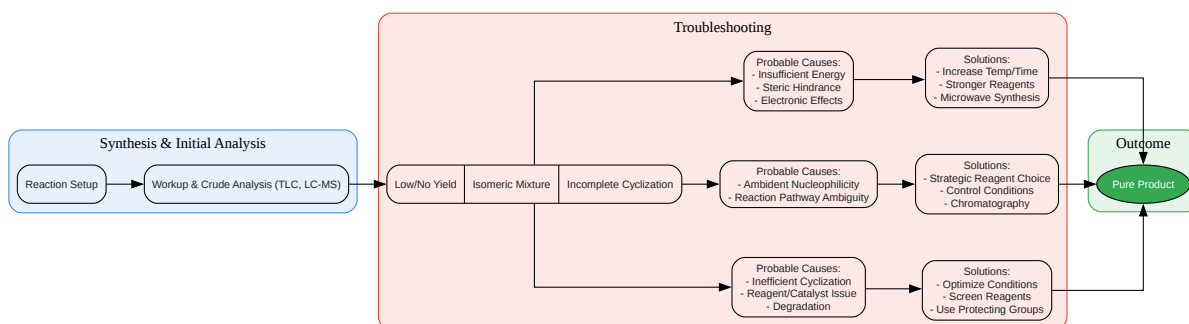 Troubleshooting
Probable Causes:
- Insufficient Energy
- Steric Hindrance
- Electronic Effects
Solutions:
- Increase Temp/Time
- Stronger Reagents
- Microwave Synthesis
Synthesis & Initial Analysis
Reaction Setup
Workup & Crude Analysis (TLC, LC-MS)
Low/No Yield
Isomeric Mixture
Incomplete Cyclization
Probable Causes:
- Ambident Nucleophilicity
- Reaction Pathway Ambiguity
Solutions:
- Strategic Reagent Choice
- Control Conditions
- Chromatography
Outcome
Pure Product
Probable Causes:
- Inefficient Cyclization
- Reagent/Catalyst Issue
- Degradation
Solutions:
- Optimize Conditions
- Screen Reagents
- Use Protecting Groups